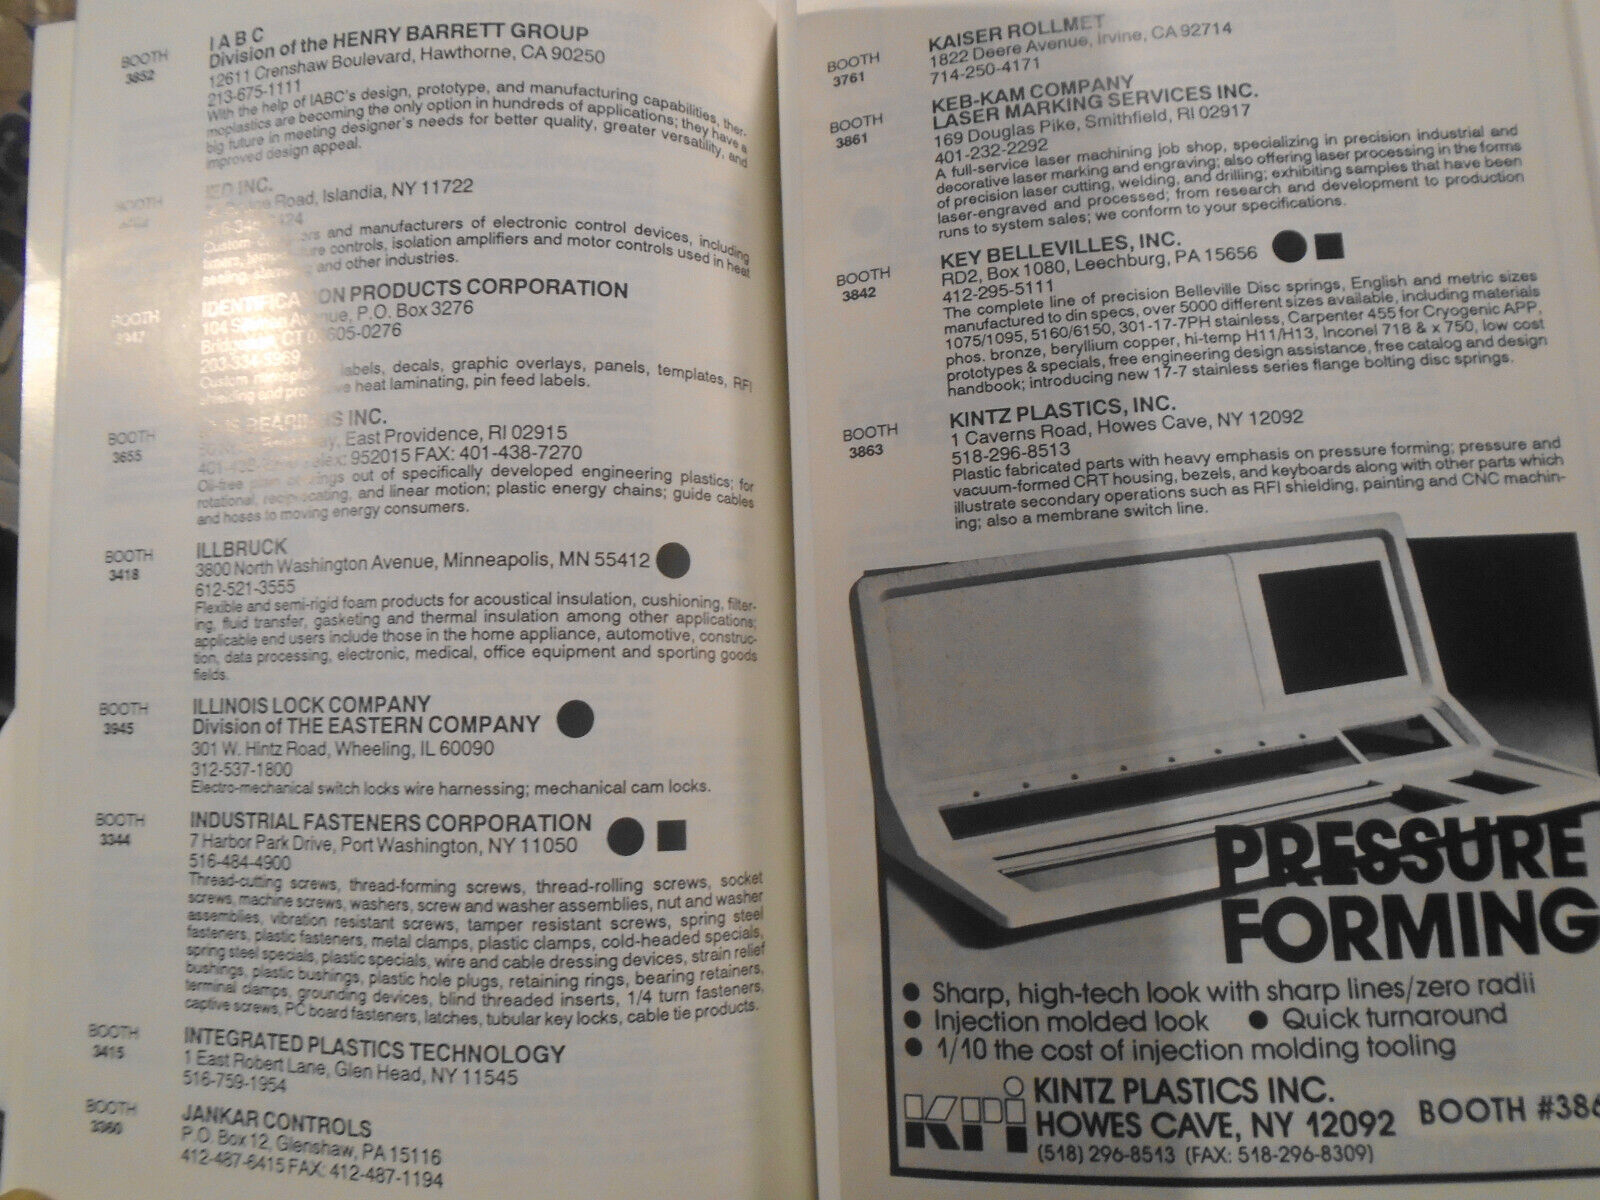 BOOTH
3852
I A B C
Division of the HENRY BARRETT GROUP
12611 Crenshaw Boulevard, Hawthorne, CA 90250
213-675-1111
With the help of IABC's design, prototype, and manufacturing capabilities, ther-
moplastics are becoming the only option in hundreds of applications; they have a
big future in meeting designer's needs for better quality, greater versatility, and
improved design appeal.
BOOTH
IED INC.
Road, Islandia, NY 11722
Custom and manufacturers of electronic control devices, including
timers, controls, isolation amplifiers and motor controls used in heat
sealing, and other industries.
BOOTH
3947
IDENTIFICATION PRODUCTS CORPORATION
104 Avenue, P.O. Box 3276
Bridgeport, CT 06605-0276
203-334-5969
Custom labels, decals, graphic overlays, panels, templates, RFI
shielding and protective heat laminating, pin feed labels.
BOOTH
3655
BEARINGS INC.
East Providence, RI 02915
952015 FAX: 401-438-7270
Oil-free out of specifically developed engineering plastics; for
rotational, reciprocating, and linear motion; plastic energy chains; guide cables
and hoses to moving energy consumers.
BOOTH
3418
ILLBRUCK
3800 North Washington Avenue, Minneapolis, MN 55412
612-521-3555
Flexible and semi-rigid foam products for acoustical insulation, cushioning, filter-
ing, fluid transfer, gasketing and thermal insulation among other applications;
applicable end users include those in the home appliance, automotive, construc-
tion, data processing, electronic, medical, office equipment and sporting goods
fields.
BOOTH
3945
ILLINOIS LOCK COMPANY
Division of THE EASTERN COMPANY
301 W. Hintz Road, Wheeling, IL 60090
312-537-1800
Electro-mechanical switch locks wire harnessing; mechanical cam locks.
BOOTH
3344
INDUSTRIAL FASTENERS CORPORATION
7 Harbor Park Drive, Port Washington, NY 11050
516-484-4900
Thread-cutting screws, thread-forming screws, thread-rolling screws, socket
screws, machine screws, washers, screw and washer assemblies, nut and washer
assemblies, vibration resistant screws, tamper resistant screws, spring steel
fasteners, plastic fasteners, metal clamps, plastic clamps, cold-headed specials,
spring steel specials, plastic specials, wire and cable dressing devices, strain relief
bushings, plastic bushings, plastic hole plugs, retaining rings, bearing retainers,
terminal clamps, grounding devices, blind threaded inserts, 1/4 turn fasteners,
captive screws, PC board fasteners, latches, tubular key locks, cable tie products.
BOOTH
3415
INTEGRATED PLASTICS TECHNOLOGY
1 East Robert Lane, Glen Head, NY 11545
516-759-1954
BOOTH
3360
JANKAR CONTROLS
P.O. Box 12, Glenshaw, PA 15116
412-487-6415 FAX: 412-487-1194
BOOTH
3761
KAISER ROLLMET
1822 Deere Avenue, Irvine, CA 92714
714-250-4171
BOOTH
3861
KEB-KAM COMPANY
LASER MARKING SERVICES INC.
169 Douglas Pike, Smithfield, RI 02917
401-232-2292
A full-service laser machining job shop, specializing in precision industrial and
decorative laser marking and engraving; also offering laser processing in the forms
of precision laser cutting, welding, and drilling; exhibiting samples that have been
laser-engraved and processed; from research and development to production
runs to system sales; we conform to your specifications.
BOOTH
3842
KEY BELLEVILLES, INC.
RD2, Box 1080, Leechburg, PA 15656
412-295-5111
The complete line of precision Belleville Disc springs, English and metric sizes
manufactured to din specs, over 5000 different sizes available, including materials
1075/1095, 5160/6150, 301-17-7PH stainless, Carpenter 455 for Cryogenic APP,
phos. bronze, beryllium copper, hi-temp H11/H13, Inconel 718 & x 750, low cost
prototypes & specials, free engineering design assistance, free catalog and design
handbook; introducing new 17-7 stainless series flange bolting disc springs.
BOOTH
3863
KINTZ PLASTICS, INC.
1 Caverns Road, Howes Cave, NY 12092
518-296-8513
Plastic fabricated parts with heavy emphasis on pressure forming; pressure and
vacuum-formed CRT housing, bezels, and keyboards along with other parts which
illustrate secondary operations such as RFI shielding, painting and CNC machin-
ing; also a membrane switch line.
PRESSURE
FORMING
● Sharp, high-tech look with sharp lines/zero radii
● Injection molded look ● Quick turnaround
● 1/10 the cost of injection molding tooling
KPi
KINTZ PLASTICS INC.
HOWES CAVE, NY 12092 BOOTH #386
(518) 296-8513 (FAX: 518-296-8309)